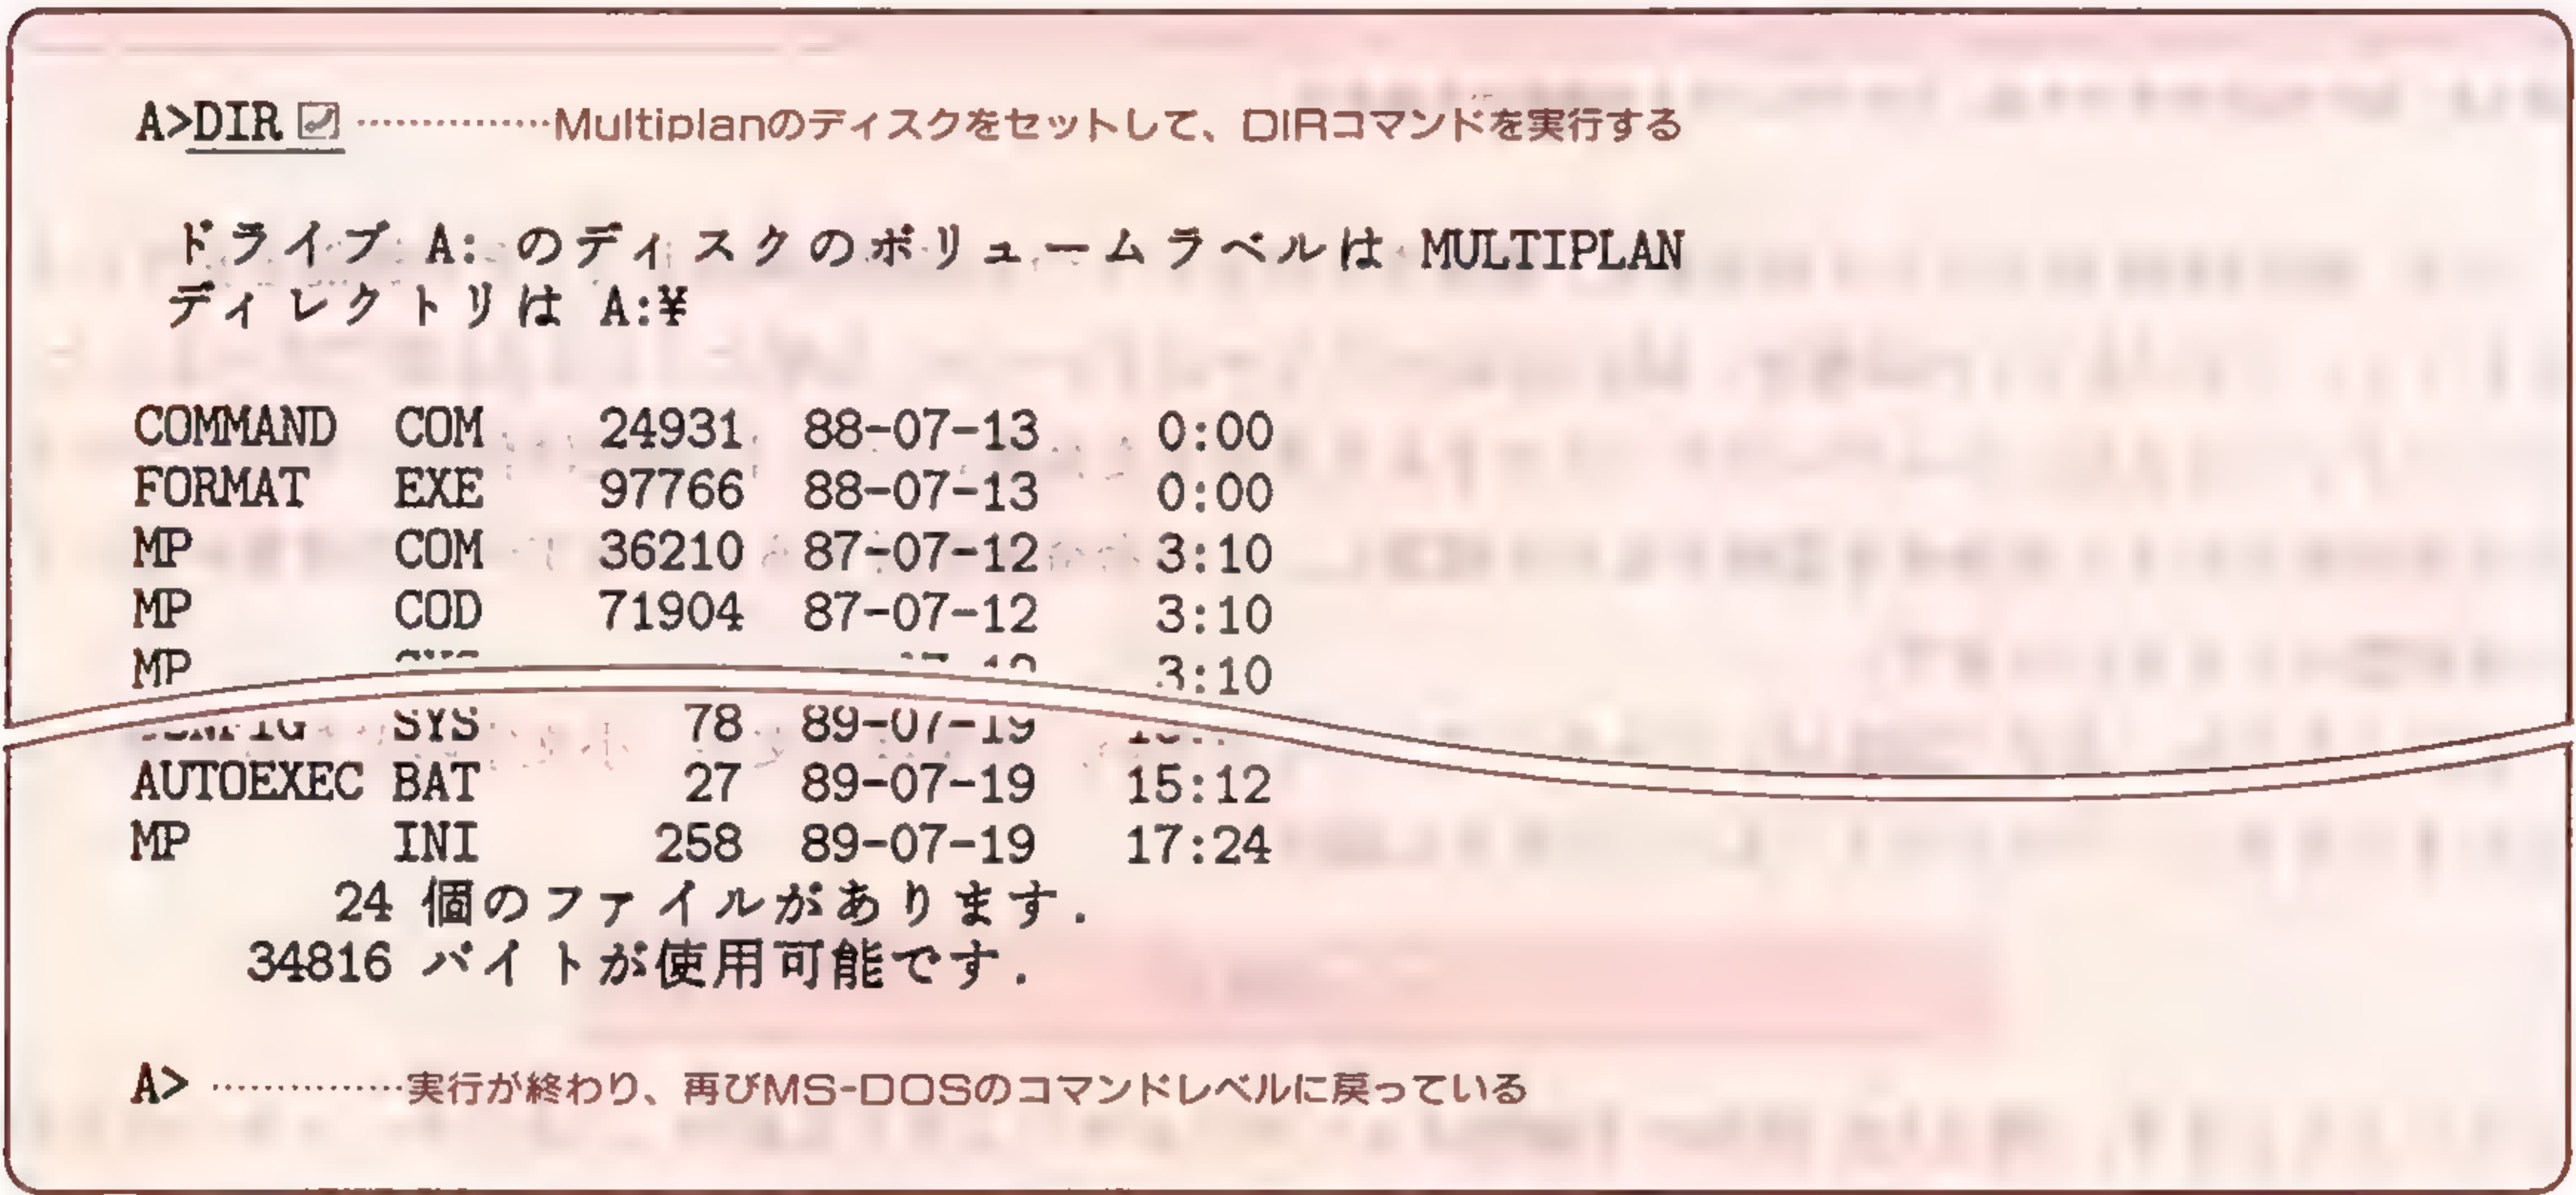 A>DIR ……………Multiplanのディスクをセットして、DIRコマンドを実行する
ドライブ A: のディスクのボリュームラベルは MULTIPLAN
ディレクトリは A:¥
COMMAND COM 24931 88-07-13 0:00
FORMAT EXE 97766 88-07-13 0:00
MP COM 36210 87-07-12 3:10
MP COD 71904 87-07-12 3:10
MP 3:10
SYS 78 89-07-19
AUTOEXEC BAT 27 89-07-19 15:12
MP INI 258 89-07-19 17:24
24 個のファイルがあります.
34816 バイトが使用可能です.
A> ……………実行が終わり、再びMS-DOSのコマンドレベルに戻っている